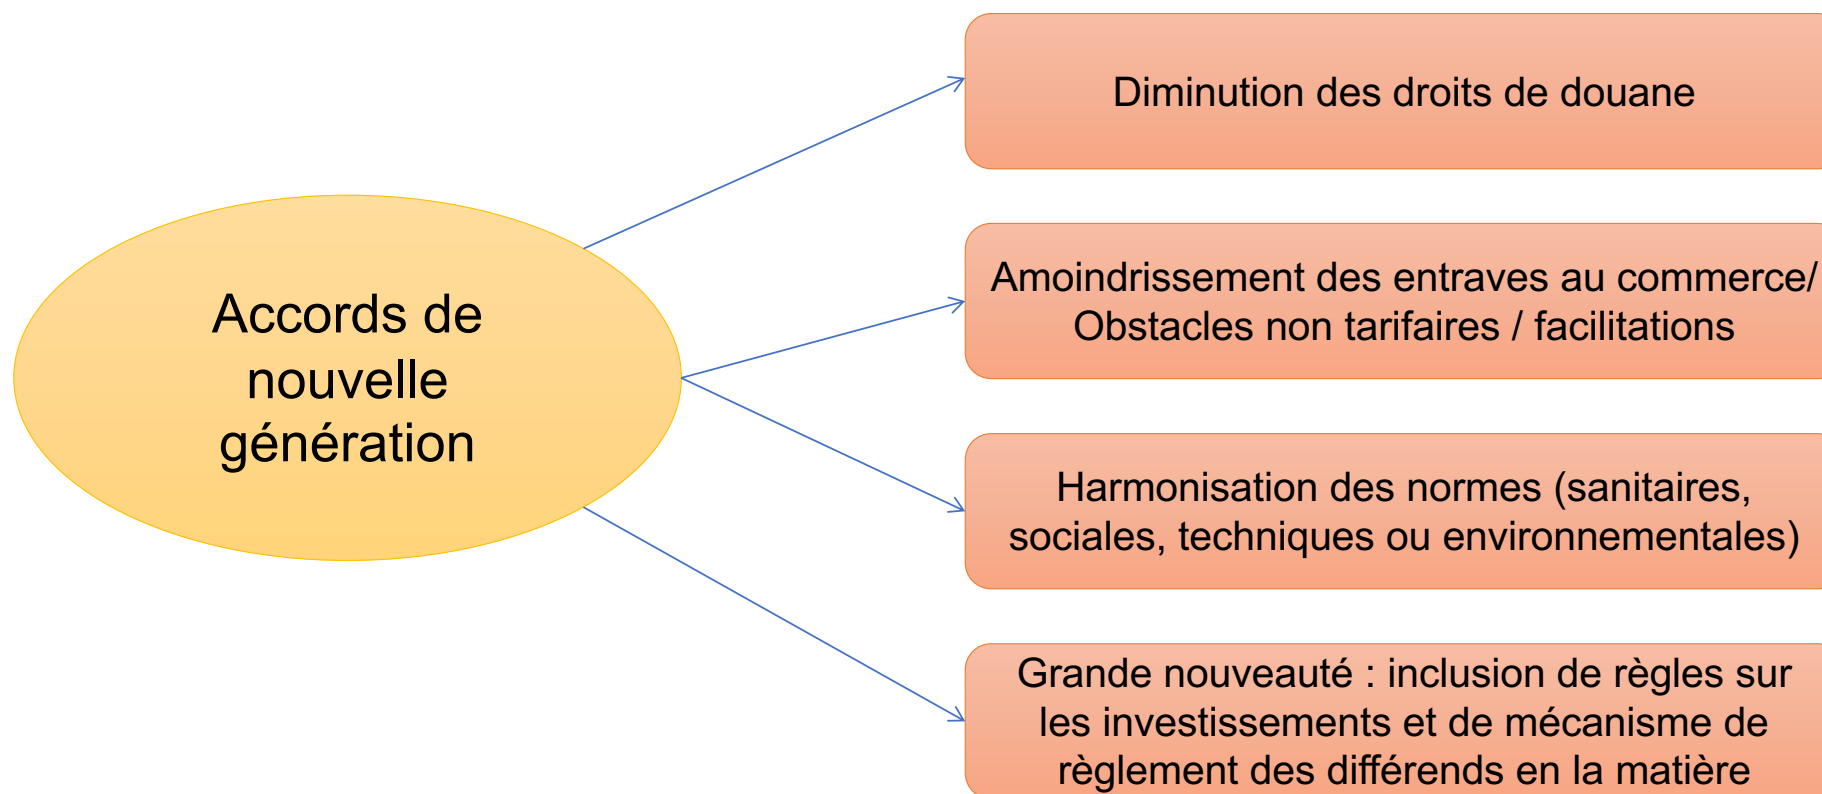 Accords de
nouvelle
génération
Diminution des droits de douane
Amoindrissement des entraves au commerce/
Obstacles non tarifaires / facilitations
Harmonisation des normes (sanitaires,
sociales, techniques ou environnementales)
Grande nouveauté : inclusion de règles sur
les investissements et de mécanisme de
règlement des différends en la matière